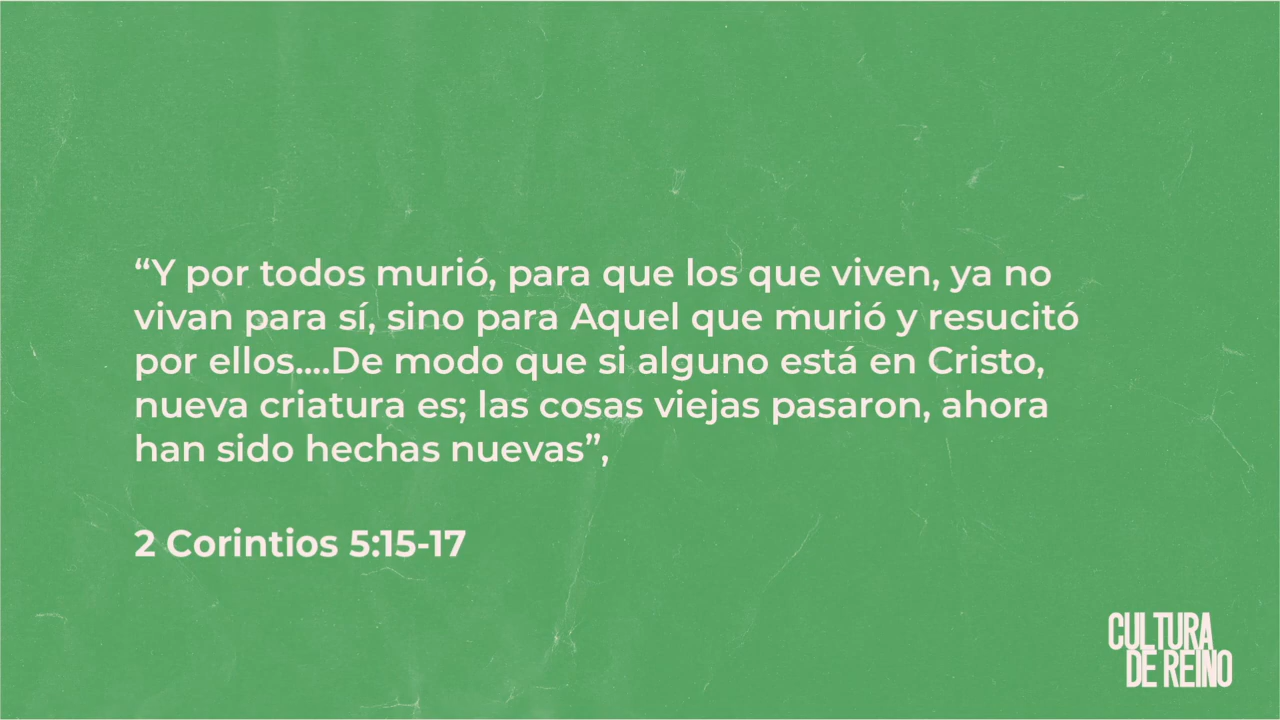 “Y por todos murió, para que los que viven, ya no
vivan para sí, sino para Aquel que murió y resucitó
por ellos....De modo que si alguno está en Cristo,
nueva criatura es; las cosas viejas pasaron, ahora
han sido hechas nuevas”,
2 Corintios 5:15-17
CULTURA
DE REINO